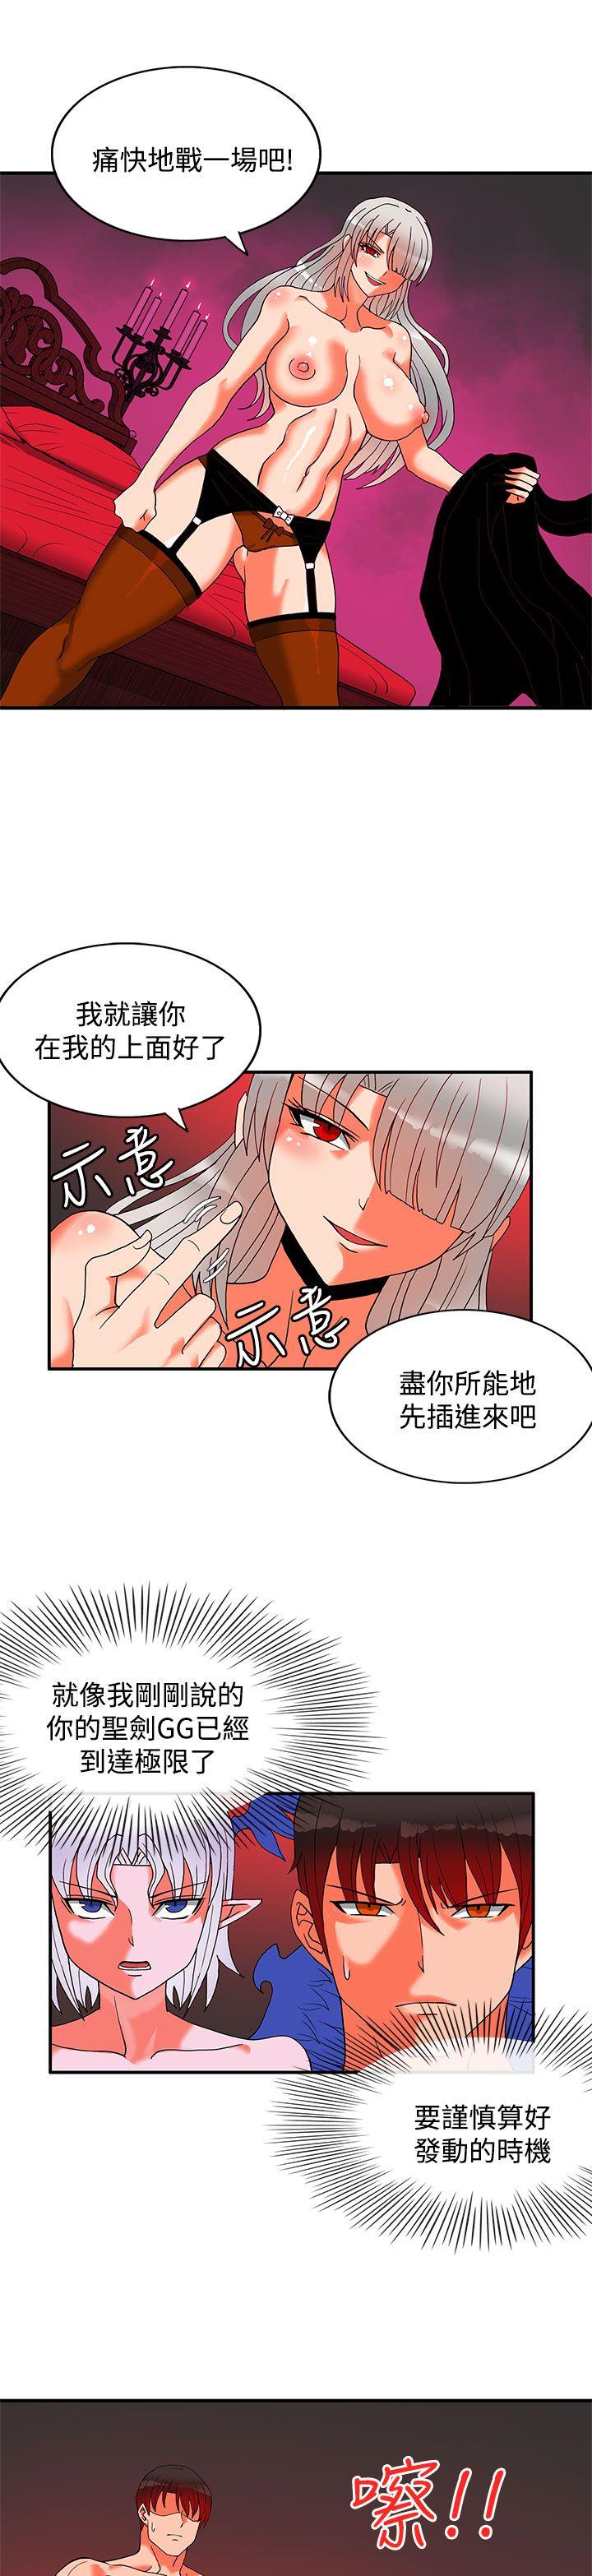 痛快地戰一場吧!
我就讓你
在我的上面好了
示意
示意
盡你所能地
先插進來吧
就像我剛剛說的
你的聖劍GG已經
到達極限了
要謹慎算好
發動的時機
嚓!!